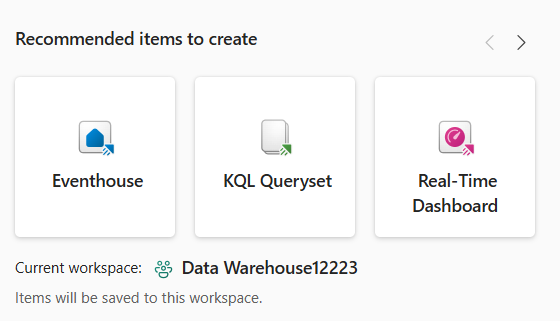 Recommended items to create
Eventhouse
KQL Queryset
Real-Time
Dashboard
Current workspace: Data Warehouse12223
Items will be saved to this workspace.